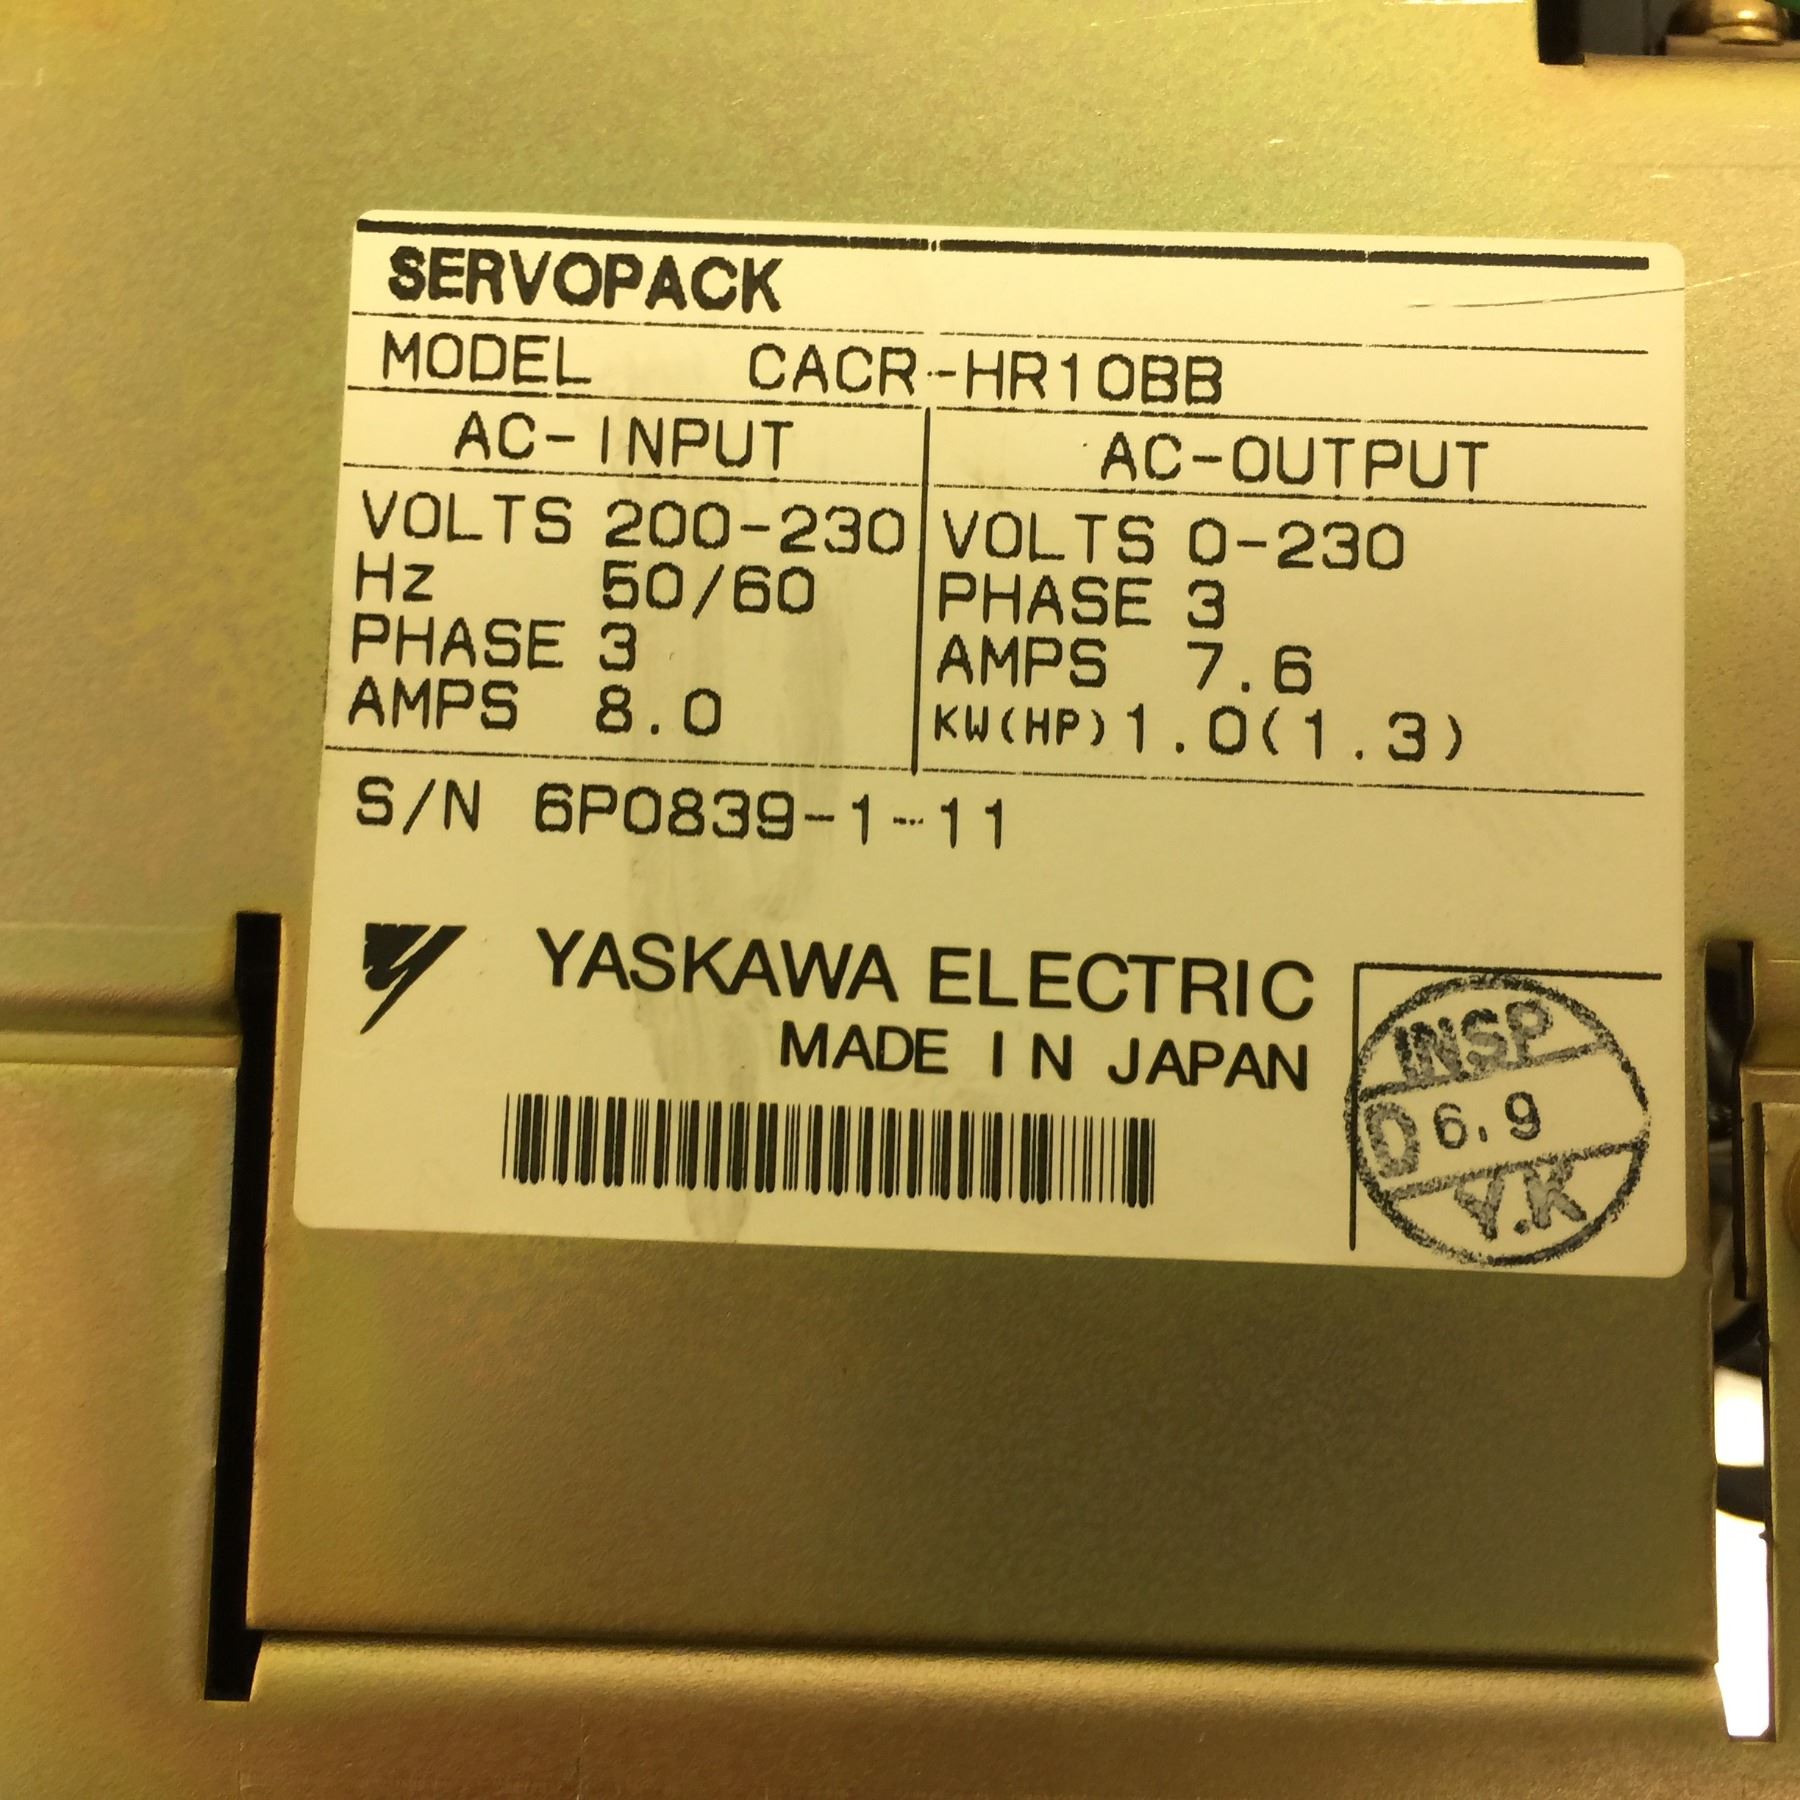 SERVOPACK
MODEL CACR-HR10BB
AC-INPUT AC-OUTPUT
VOLTS 200-230 VOLTS 0-230
Hz 50/60 PHASE 3
PHASE 3 AMPS 7.6
AMPS 8.0 KW(HP) 1.0(1.3)
S/N 6P0839-1-11
YASKAWA ELECTRIC
MADE IN JAPAN
INSP
D 6.9
Y.K